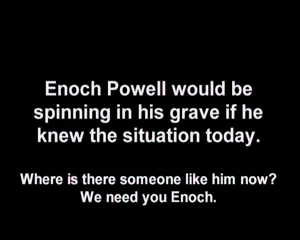 Enoch Powell would be
spinning in his grave if he
knew the situation today.
Where is there someone like him now?
We need you Enoch.